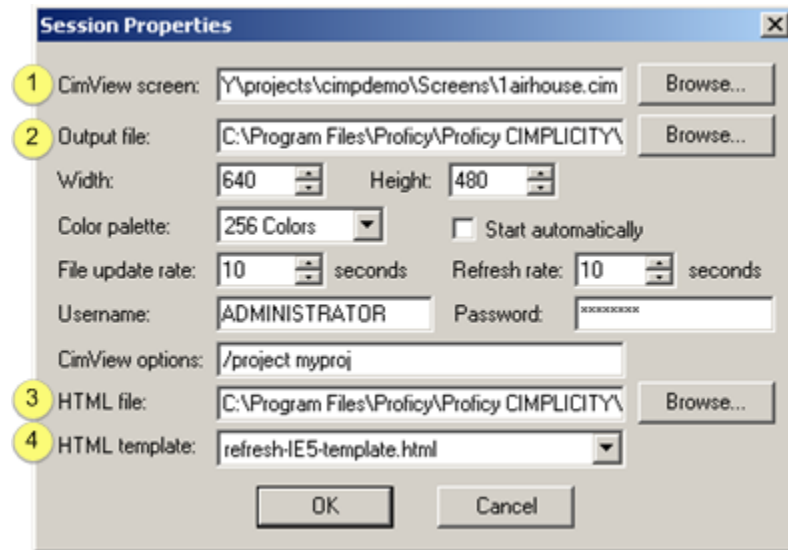 Session Properties
1 CimView screen: Y\projects\cimpdemo\Screens\1airhouse.cim Browse...
2 Output file: C:\Program Files\Proficy\Proficy CIMPLICITY\ Browse...
Width: 640 Height: 480
Color palette: 256 Colors Start automatically
File update rate: 10 seconds Refresh rate: 10 seconds
Username: ADMINISTRATOR Password: ********
CimView options: /project myproj
3 HTML file: C:\Program Files\Proficy\Proficy CIMPLICITY\ Browse...
4 HTML template: refresh-IE5-template.html
OK Cancel